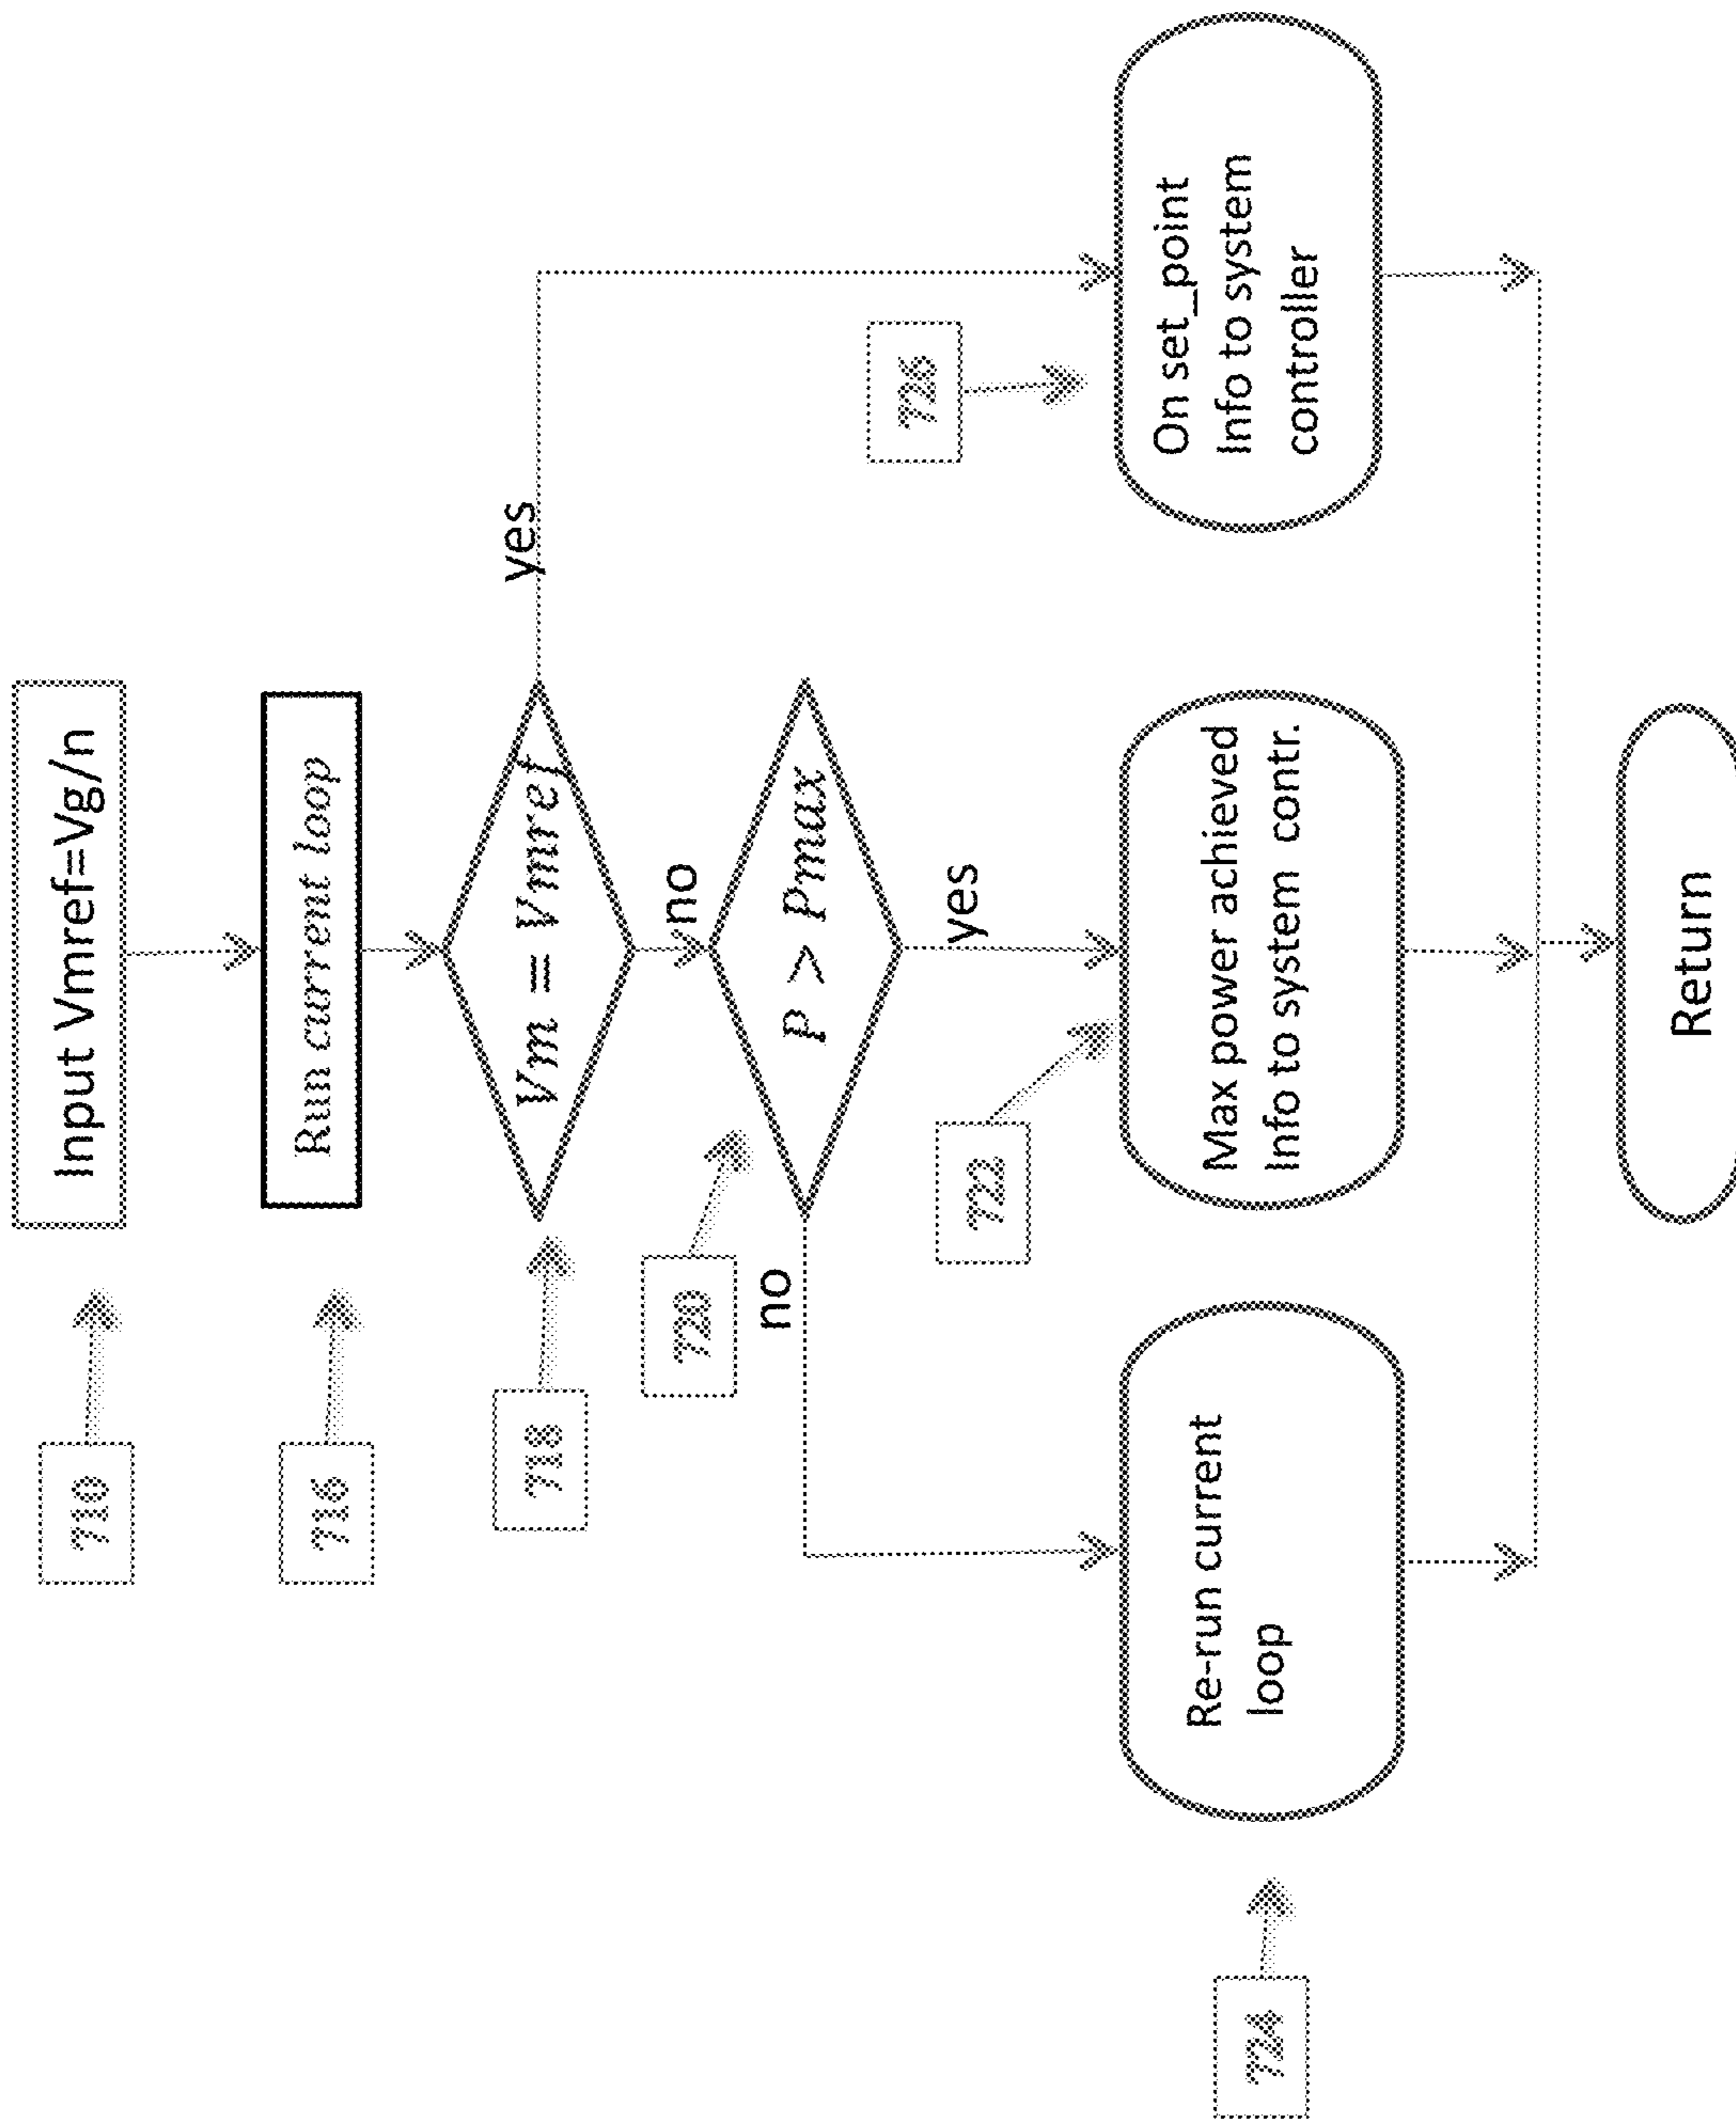 710
Input Vmref=Vg/n
716
Run current loop
718
Vm = Vmref
yes
no
720
P > Pmax
no
yes
722
726
724
Re-run current
loop
Max power achieved
Info to system contr.
On set_point
Info to system
controller
Return